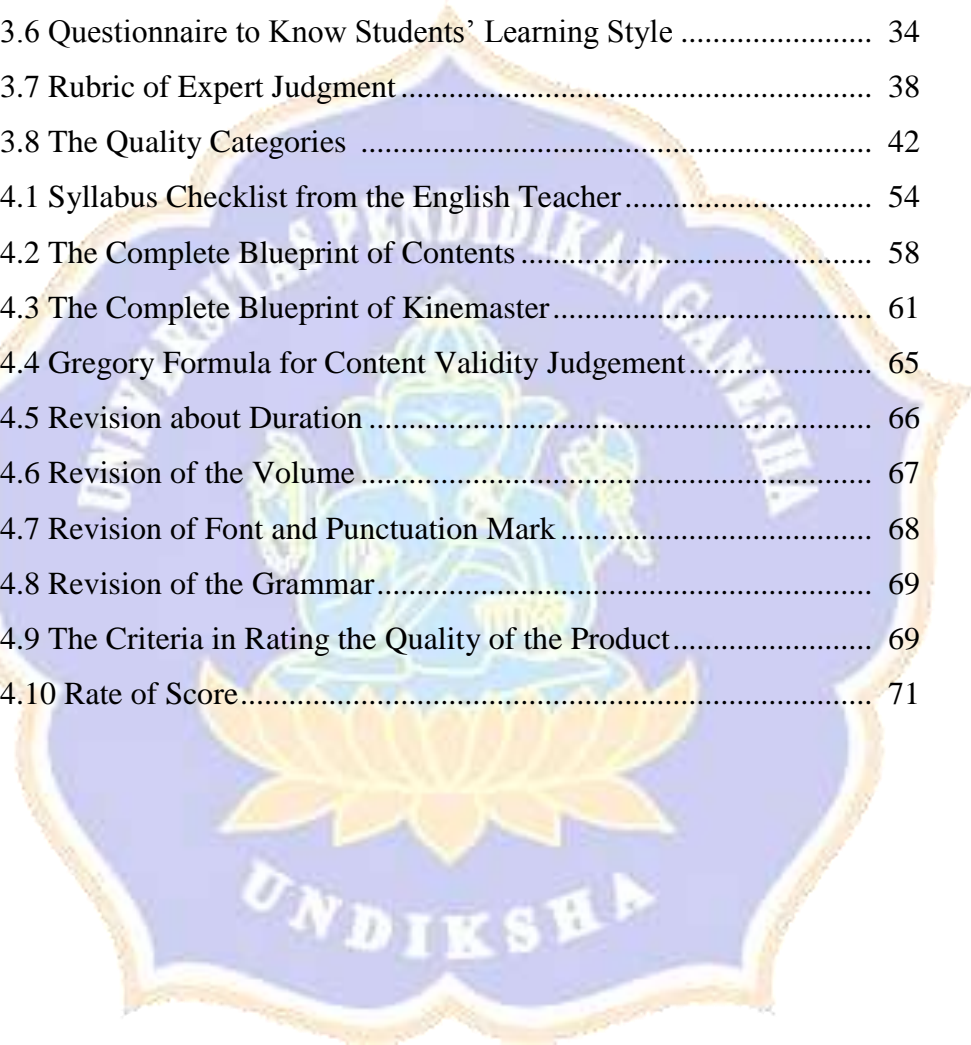 3.6 Questionnaire to Know Students’ Learning Style ....................... 34
3.7 Rubric of Expert Judgment ........................................................... 38
3.8 The Quality Categories ................................................................ 42
4.1 Syllabus Checklist from the English Teacher ............................... 54
4.2 The Complete Blueprint of Contents ............................................ 58
4.3 The Complete Blueprint of Kinemaster ........................................ 61
4.4 Gregory Formula for Content Validity Judgement ....................... 65
4.5 Revision about Duration ............................................................... 66
4.6 Revision of the Volume ................................................................ 67
4.7 Revision of Font and Punctuation Mark ....................................... 68
4.8 Revision of the Grammar .............................................................. 69
4.9 The Criteria in Rating the Quality of the Product ......................... 69
4.10 Rate of Score ............................................................................... 71
UNIVERSITAS PENDIDIKAN GANESHA
UNDIKSHA